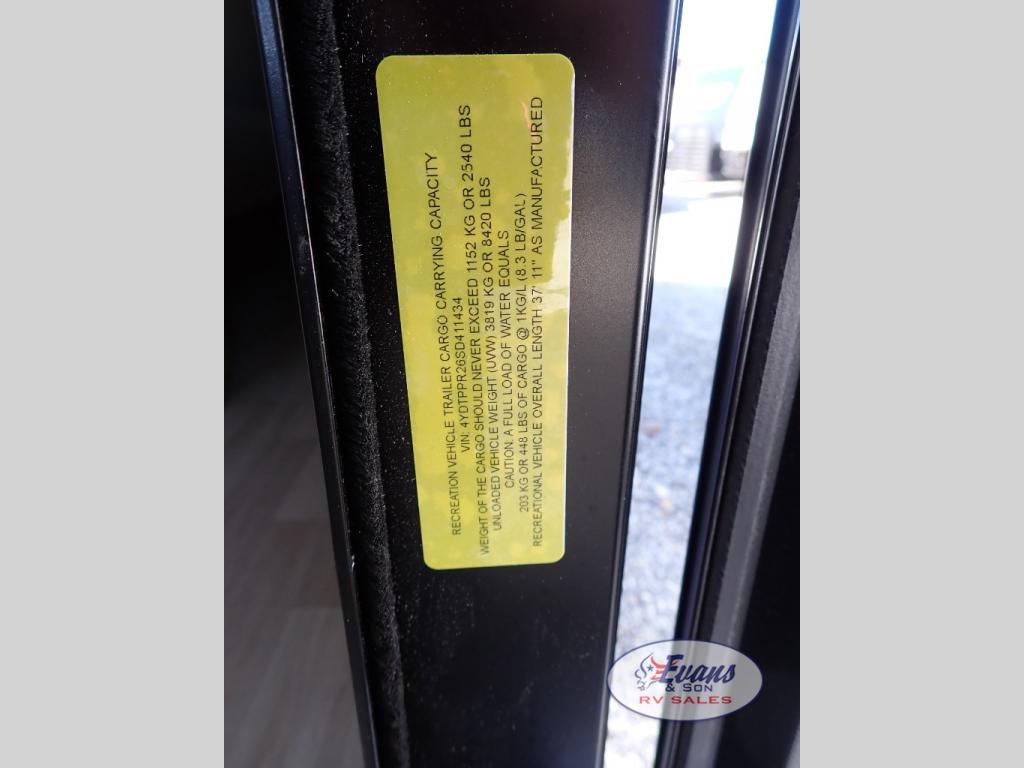 RECREATION VEHICLE TRAILER CARGO CARRYING CAPACITY
VIN: 4YDTPPR26SD411434
WEIGHT OF THE CARGO SHOULD NEVER EXCEED 1152 KG OR 2540 LBS
UNLOADED VEHICLE WEIGHT (UVW) 3819 KG OR 8420 LBS
CAUTION: A FULL LOAD OF WATER EQUALS
203 KG OR 448 LBS OF CARGO @ 1KG/L (8.3 LB/GAL)
RECREATIONAL VEHICLE OVERALL LENGTH 37' 11" AS MANUFACTURED
Evans
& SON
RV SALES